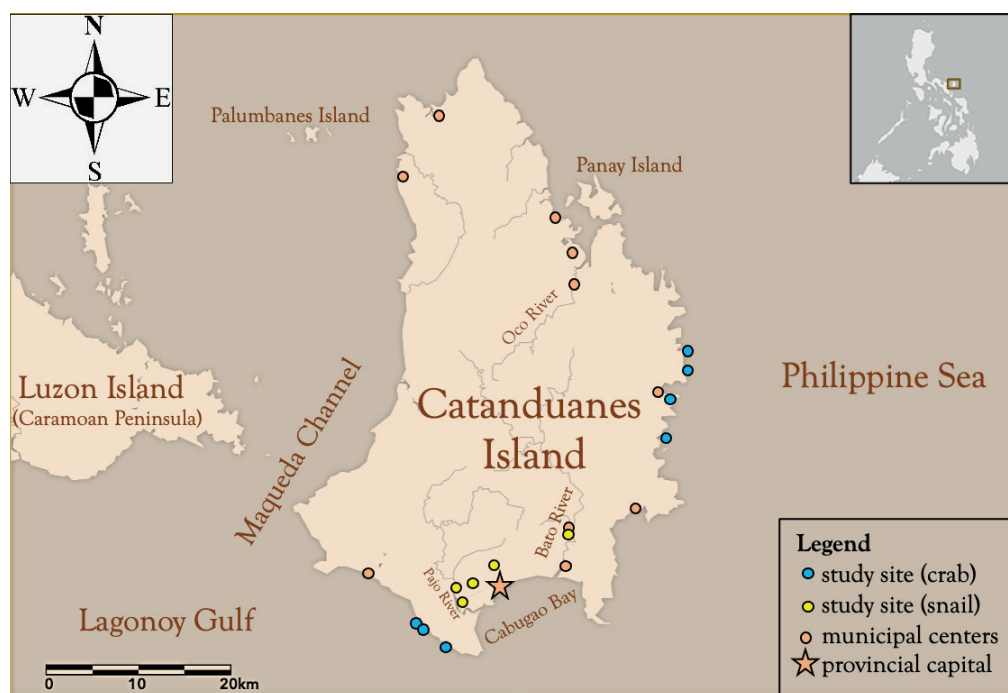 N
W E
S
Palumbanes Island
Panay Island
Oco River
Luzon Island
(Caramoan Peninsula)
Maqueda Channel
Philippine Sea
Catanduanes
Island
Bato River
Pajo River
Cabugao Bay
Lagonoy Gulf
0 10 20km
Legend
study site (crab)
study site (snail)
municipal centers
provincial capital